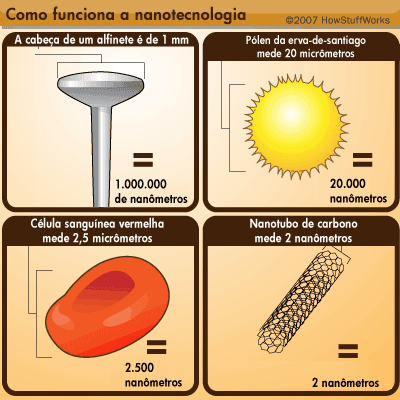 Como funciona a nanotecnologia
©2007 HowStuffWorks
A cabeça de um alfinete é de 1 mm
=
1.000.000
de nanômetros
Pólen da erva-de-santiago
mede 20 micrômetros
=
20.000
nanômetros
Célula sanguínea vermelha
mede 2,5 micrômetros
=
2.500
nanômetros
Nanotubo de carbono
mede 2 nanômetros
=
2 nanômetros